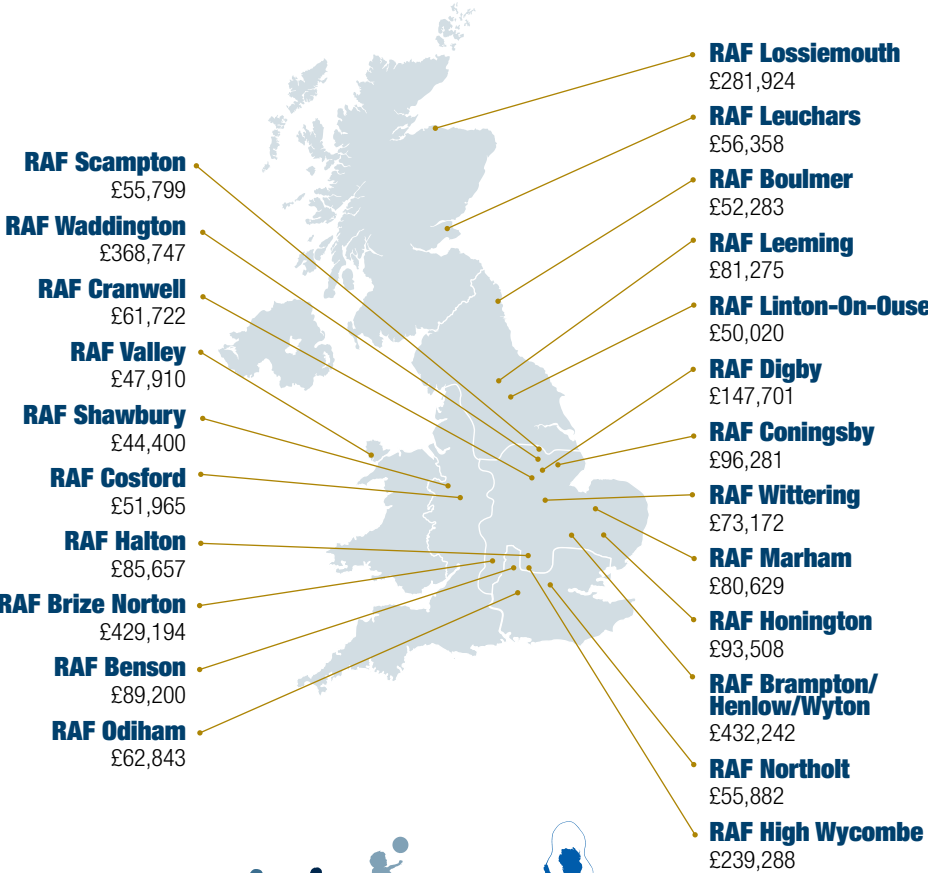 RAF Scampton
£55,799
RAF Waddington
£368,747
RAF Cranwell
£61,722
RAF Valley
£47,910
RAF Shawbury
£44,400
RAF Cosford
£51,965
RAF Halton
£85,657
RAF Brize Norton
£429,194
RAF Benson
£89,200
RAF Odiham
£62,843
RAF Lossiemouth
£281,924
RAF Leuchars
£56,358
RAF Boulmer
£52,283
RAF Leeming
£81,275
RAF Linton-On-Ouse
£50,020
RAF Digby
£147,701
RAF Coningsby
£96,281
RAF Wittering
£73,172
RAF Marham
£80,629
RAF Honington
£93,508
RAF Brampton/
Henlow/Wyton
£432,242
RAF Northolt
£55,882
RAF High Wycombe
£239,288